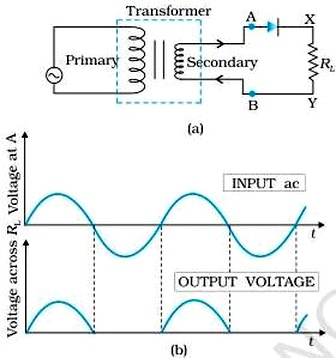 Transformer
A
X
Primary
Secondary
R_L
B
Y
(a)
Voltage at A
INPUT ac
t
Voltage across R_L
OUTPUT VOLTAGE
t
(b)